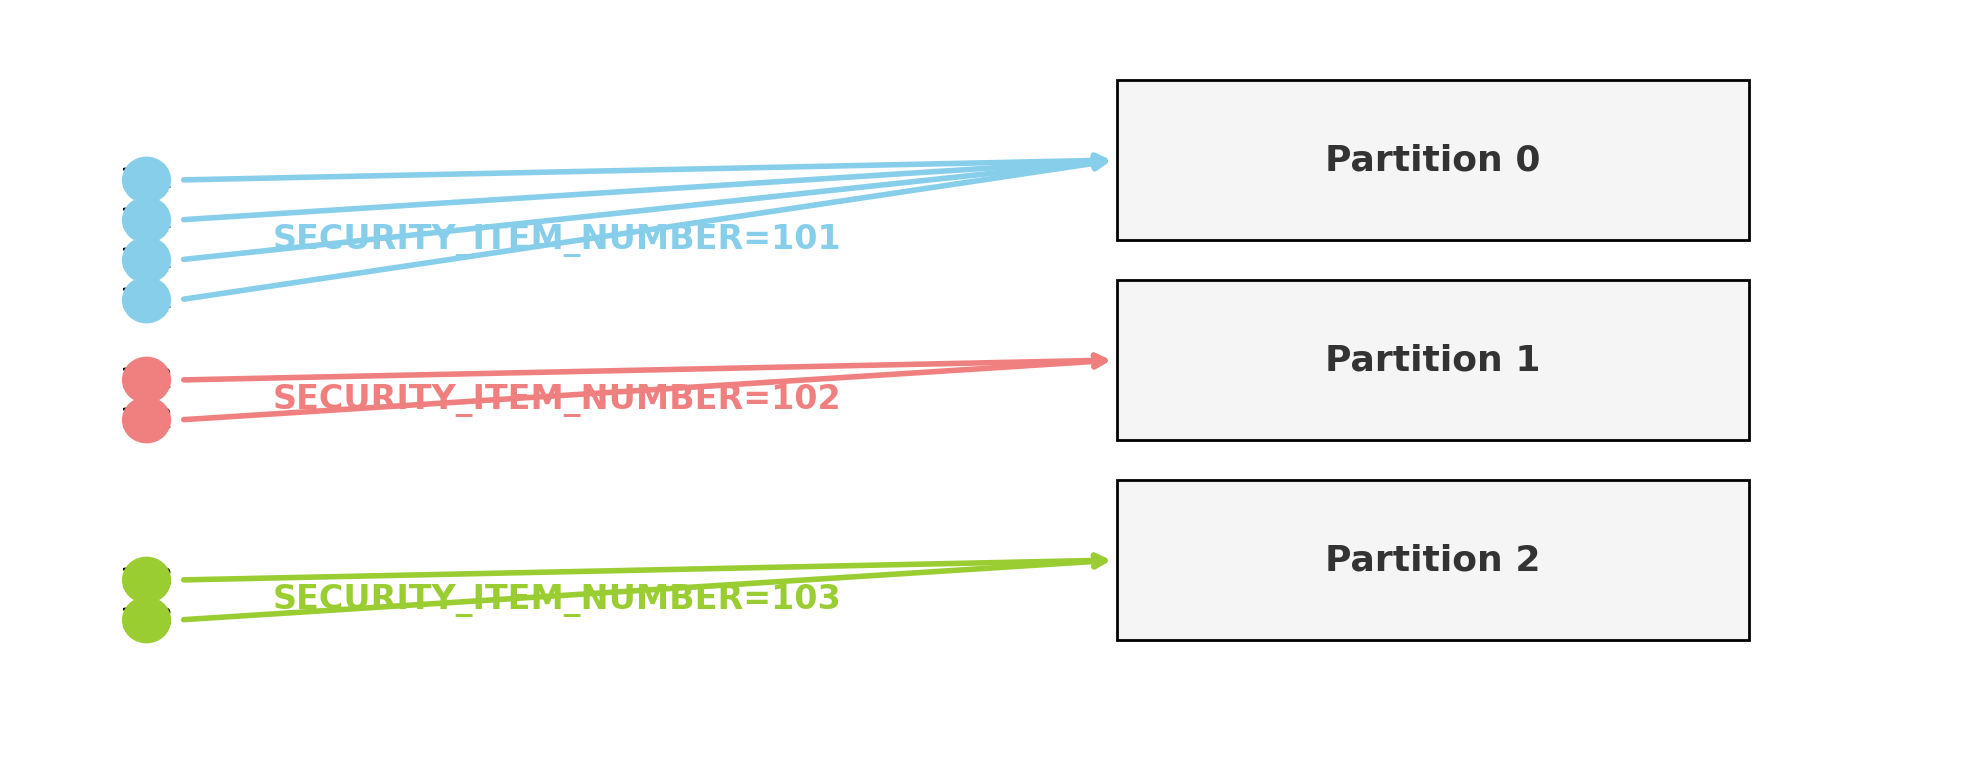 Partition 0
SECURITY_ITEM_NUMBER=101
Partition 1
SECURITY_ITEM_NUMBER=102
Partition 2
SECURITY_ITEM_NUMBER=103